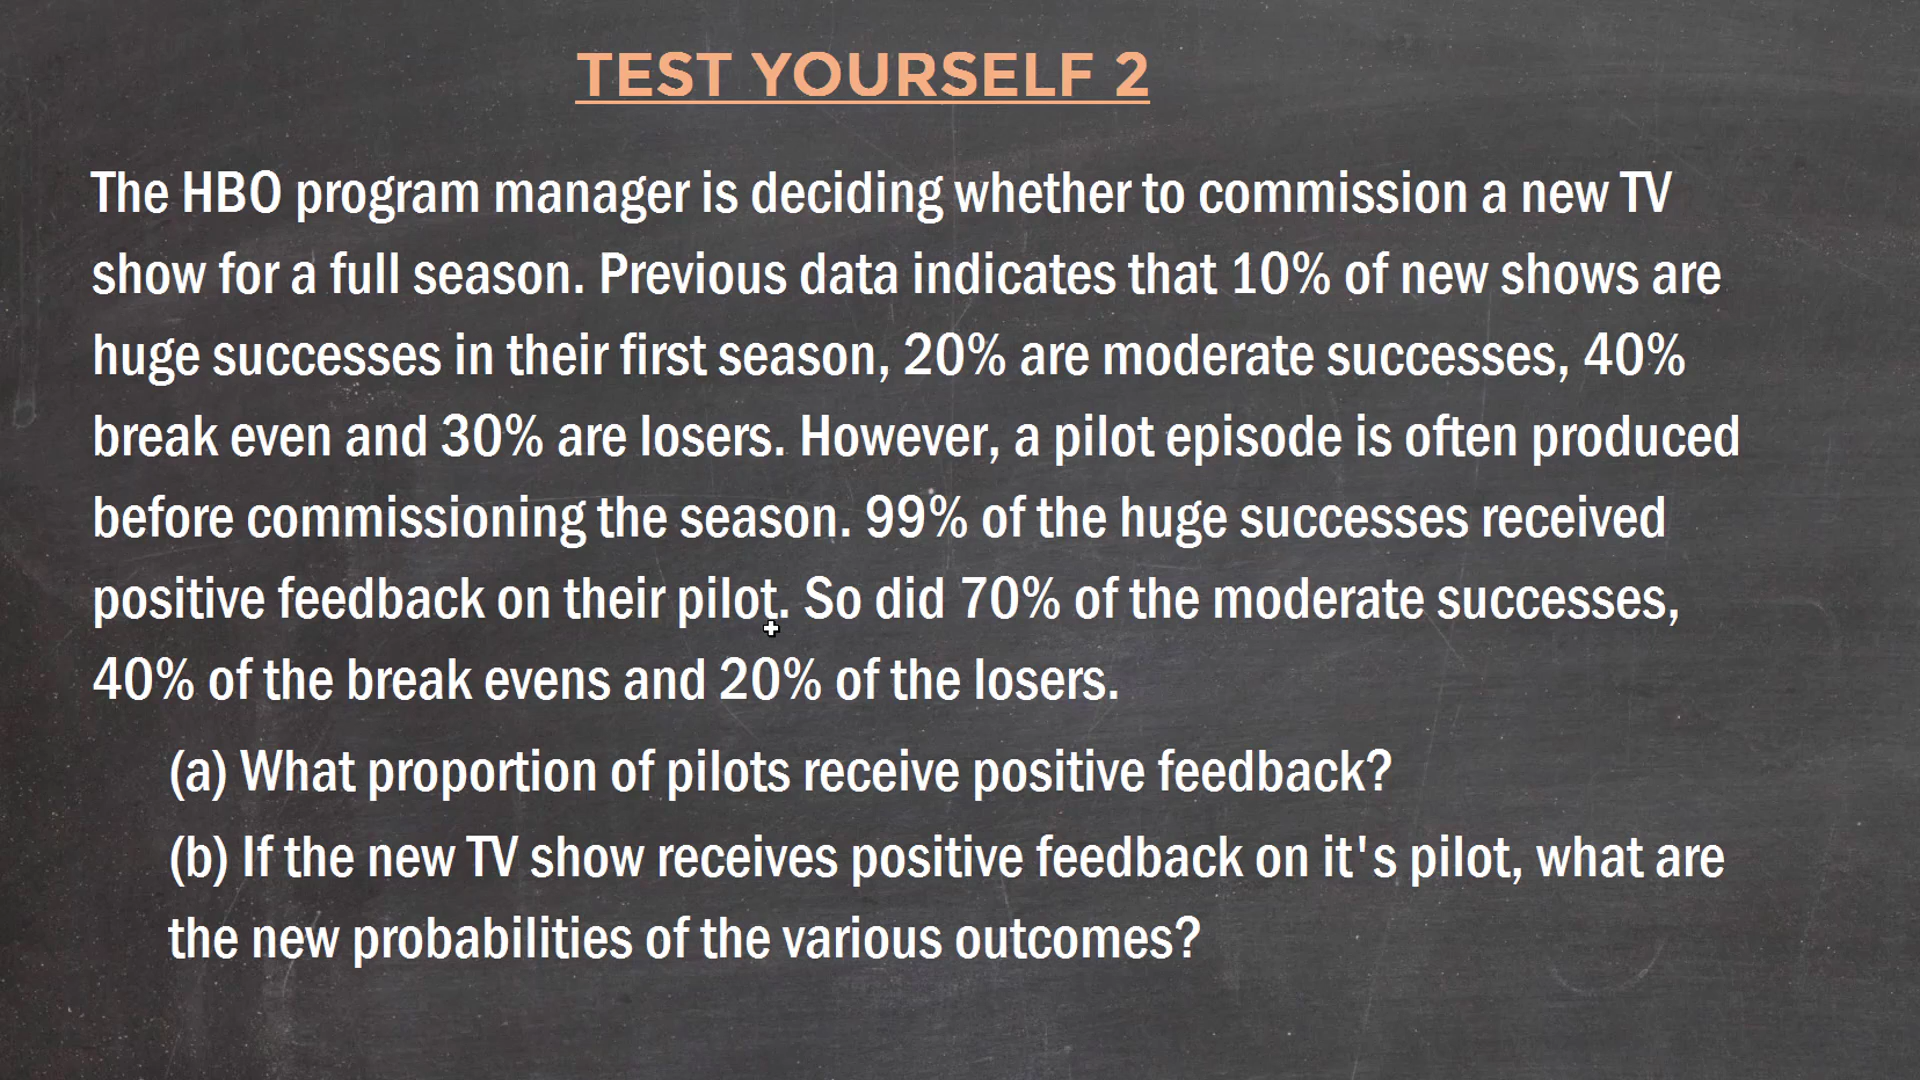 TEST YOURSELF 2
The HBO program manager is deciding whether to commission a new TV
show for a full season. Previous data indicates that 10% of new shows are
huge successes in their first season, 20% are moderate successes, 40%
break even and 30% are losers. However, a pilot episode is often produced
before commissioning the season. 99% of the huge successes received
positive feedback on their pilot. So did 70% of the moderate successes,
40% of the break evens and 20% of the losers.
(a) What proportion of pilots receive positive feedback?
(b) If the new TV show receives positive feedback on it's pilot, what are
the new probabilities of the various outcomes?